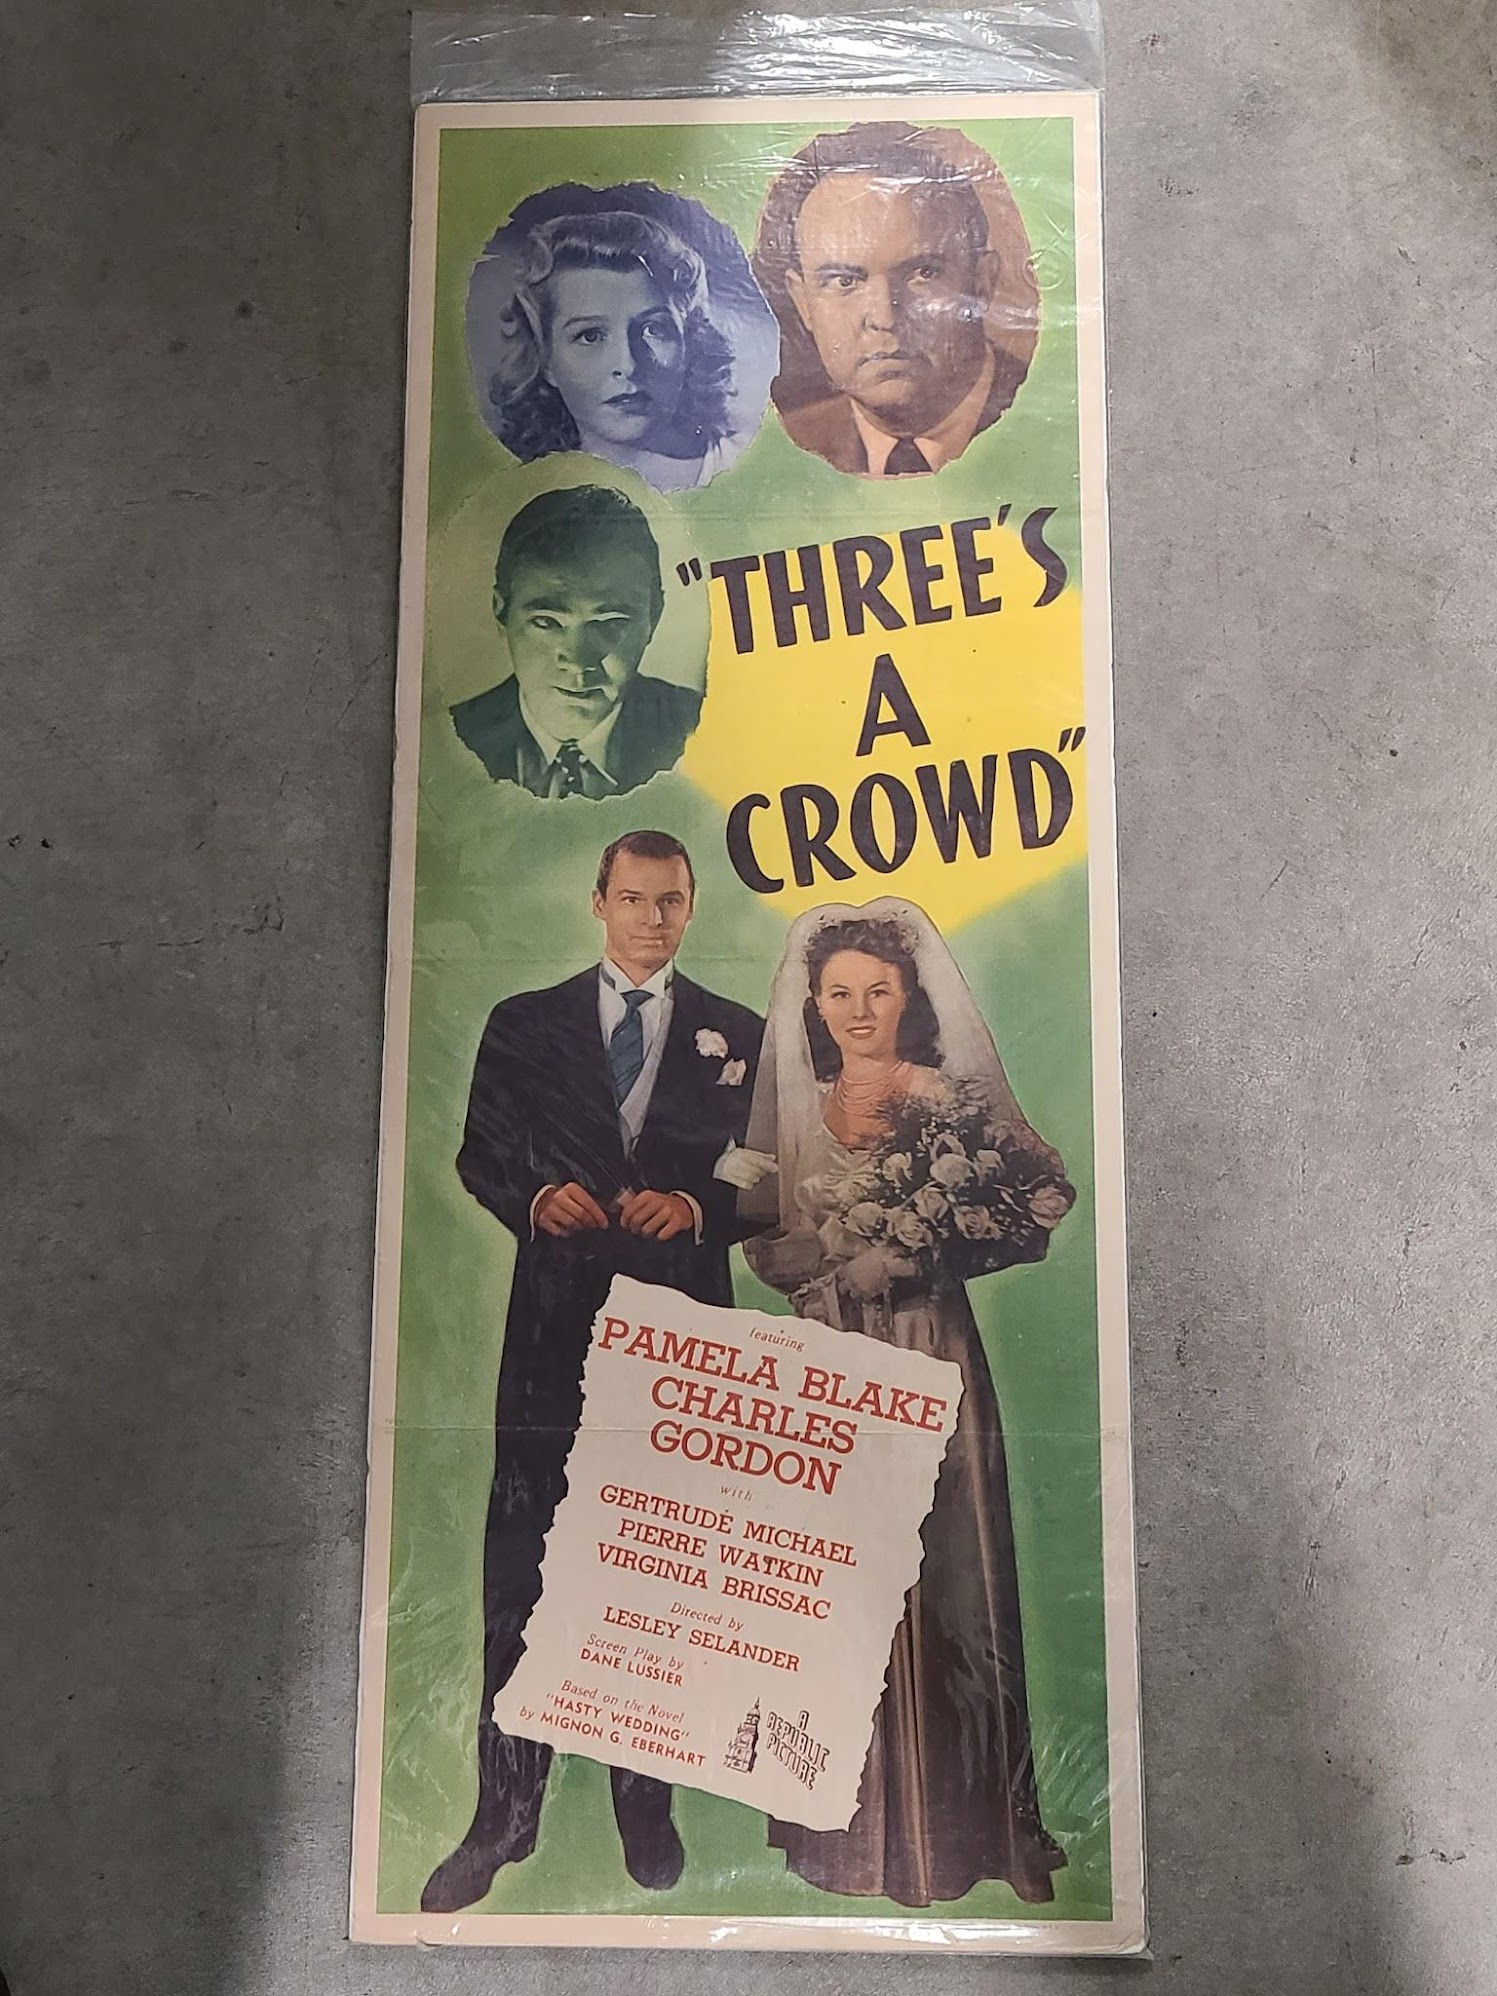 "THREE'S
A
CROWD"
featuring
PAMELA BLAKE
CHARLES
GORDON
with
GERTRUDE MICHAEL
PIERRE WATKIN
VIRGINIA BRISSAC
Directed by
LESLEY SELANDER
Screen Play by
DANE LUSSIER
Based on the Novel
"HASTY WEDDING"
by MIGNON G. EBERHART
A
REPUBLIC
PICTURE